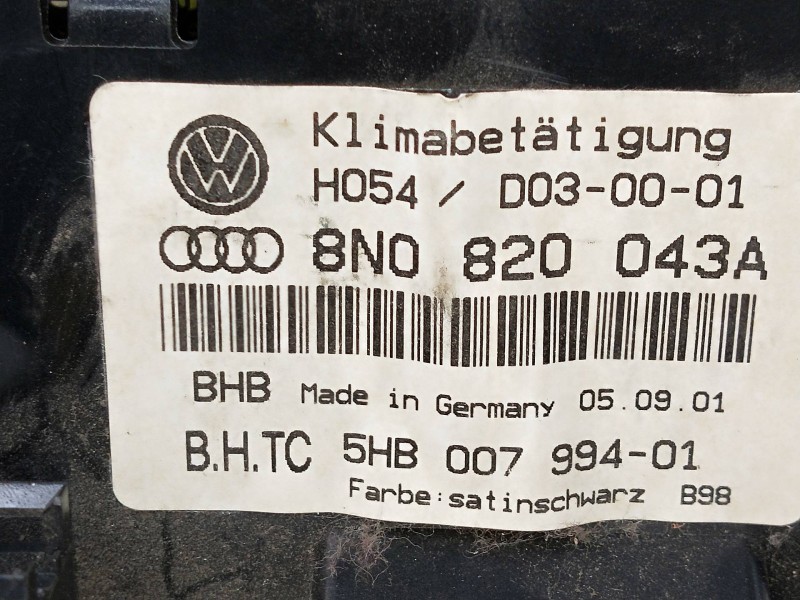 Klimabetätigung
H054 / D03-00-01
8N0 820 043A
BHB Made in Germany 05.09.01
B.H.TC 5HB 007 994-01
Farbe:satinschwarz B98